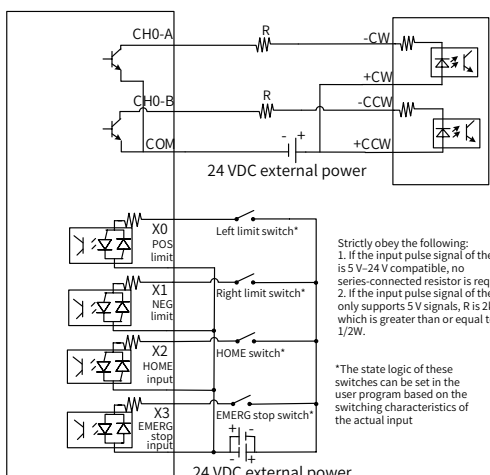 CH0-A
R
-CW
+CW
CH0-B
R
-CCW
COM
- +
+CCW
24 VDC external power
X0
POS
limit
Left limit switch*
X1
NEG
limit
Right limit switch*
X2
HOME
input
HOME switch*
X3
EMERG
stop
input
EMERG stop switch*
+ -
- +
24 VDC external power
Strictly obey the following:
1. If the input pulse signal of the
is 5 V–24 V compatible, no
series-connected resistor is
2. If the input pulse signal of the
only supports 5 V signals, R is
which is greater than or equal
1/2W.
*The state logic of these
switches can be set in the
user program based on the
switching characteristics of
the actual input